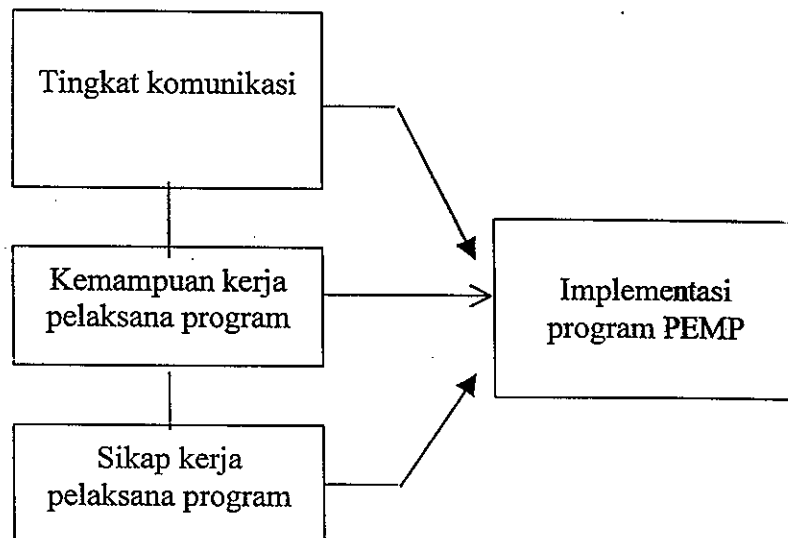 Tingkat komunikasi
Kemampuan kerja
pelaksana program
Sikap kerja
pelaksana program
Implementasi
program PEMP